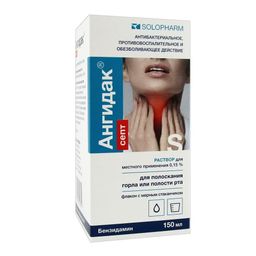 SOLOPHARM
АНТИБАКТЕРИАЛЬНОЕ,
ПРОТИВОВОСПАЛИТЕЛЬНОЕ И
ОБЕЗБОЛИВАЮЩЕЕ ДЕЙСТВИЕ
Ангидак®
септ
S
РАСТВОР для
местного применения 0,15 %
для полоскания
горла или полости рта
флакон с мерным стаканчиком
Бензидамин
150 мл